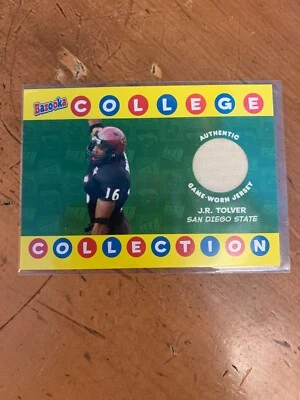 Bazooka COLLEGE
AUTHENTIC
GAME-WORN JERSEY
16
J.R. TOLVER
SAN DIEGO STATE
COLLECTION